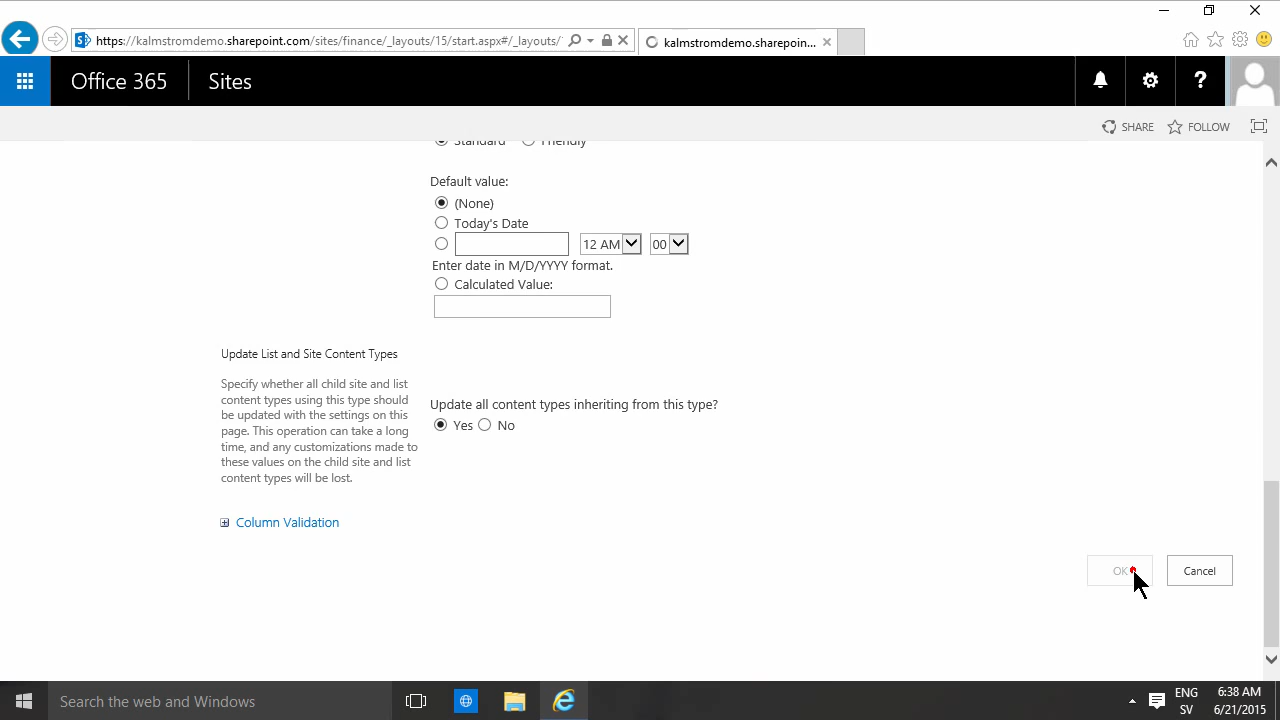 https://kalmstromdemo.sharepoint.com/sites/finance/_layouts/15/start.aspx#/_layouts/
kalmstromdemo.sharepoin...
Office 365
Sites
SHARE
FOLLOW
Standard
Friendly
Default value:
(None)
Today's Date
12 AM
00
Enter date in M/D/YYYY format.
Calculated Value:
Update List and Site Content Types
Specify whether all child site and list
content types using this type should
be updated with the settings on this
page. This operation can take a long
time, and any customizations made to
these values on the child site and list
content types will be lost.
Update all content types inheriting from this type?
Yes
No
Column Validation
OK
Cancel
Search the web and Windows
ENG
SV
6:38 AM
6/21/2015